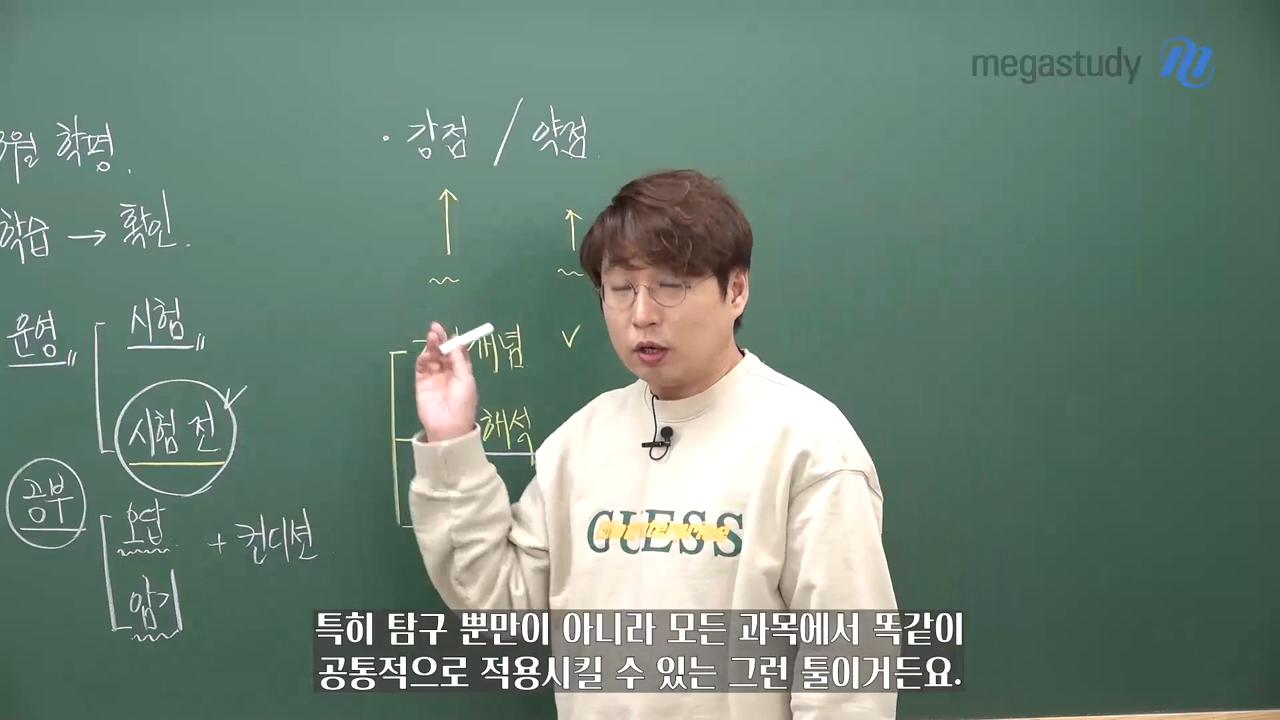 megastudy
3월 학평.
학습 → 확인.
운영
시험
시험 전
공부
오답
+ 컨디션
암기
· 강점 / 약점
개념
해석
GUESS
특히 탐구 뿐만이 아니라 모든 과목에서 똑같이
공통적으로 적용시킬 수 있는 그런 툴이거든요.